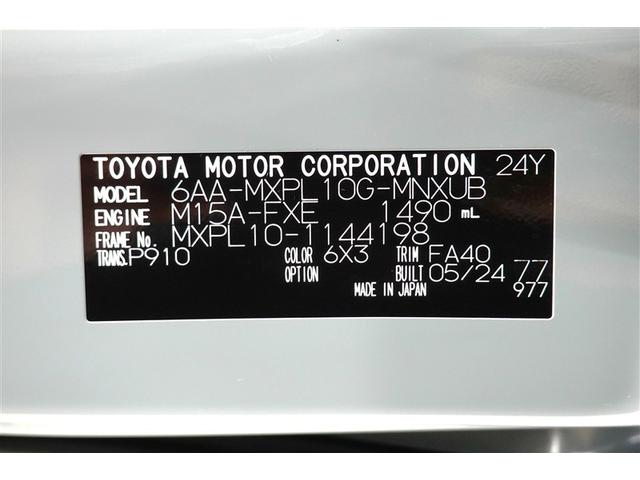 TOYOTA MOTOR CORPORATION 24Y
MODEL 6AA-MXPL10G-MNXUB
ENGINE M15A-FXE 1490 mL
FRAME No. MXPL10-1144198
TRANS. P910 COLOR 6X3 TRIM FA40
OPTION BUILT 05/24 77
MADE IN JAPAN 977